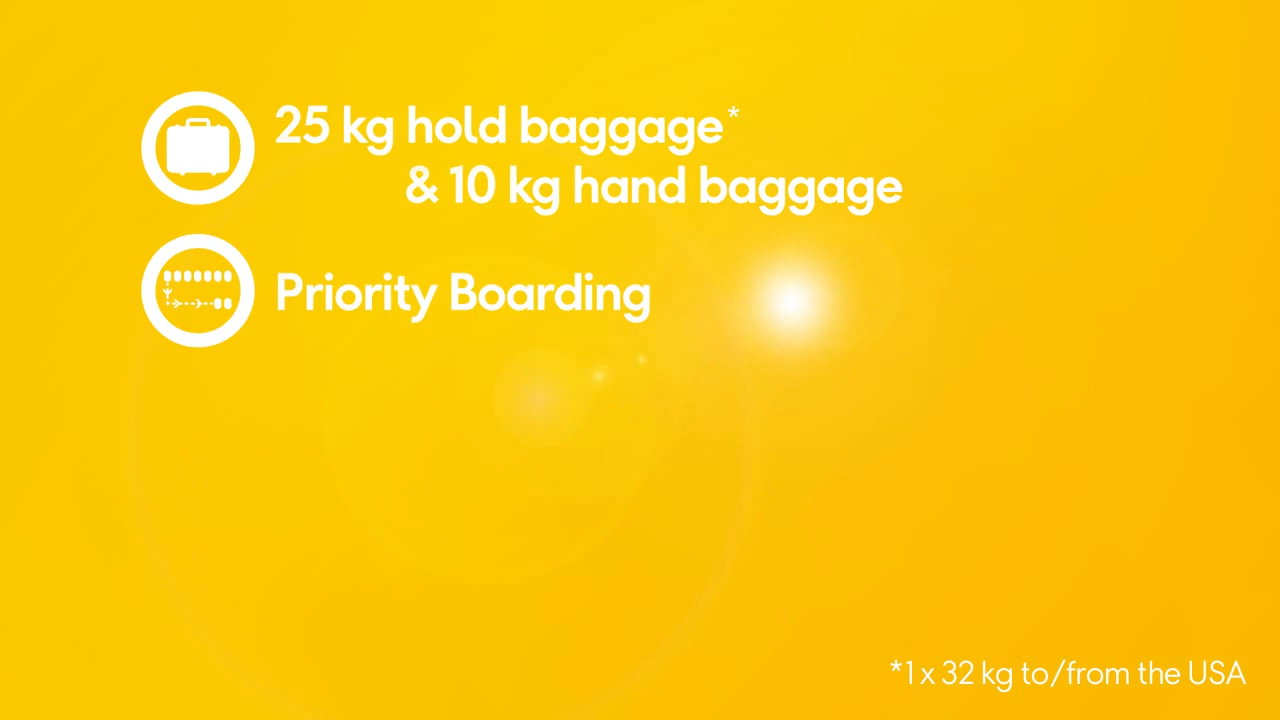 25 kg hold baggage*
& 10 kg hand baggage
Priority Boarding
*1 x 32 kg to/from the USA